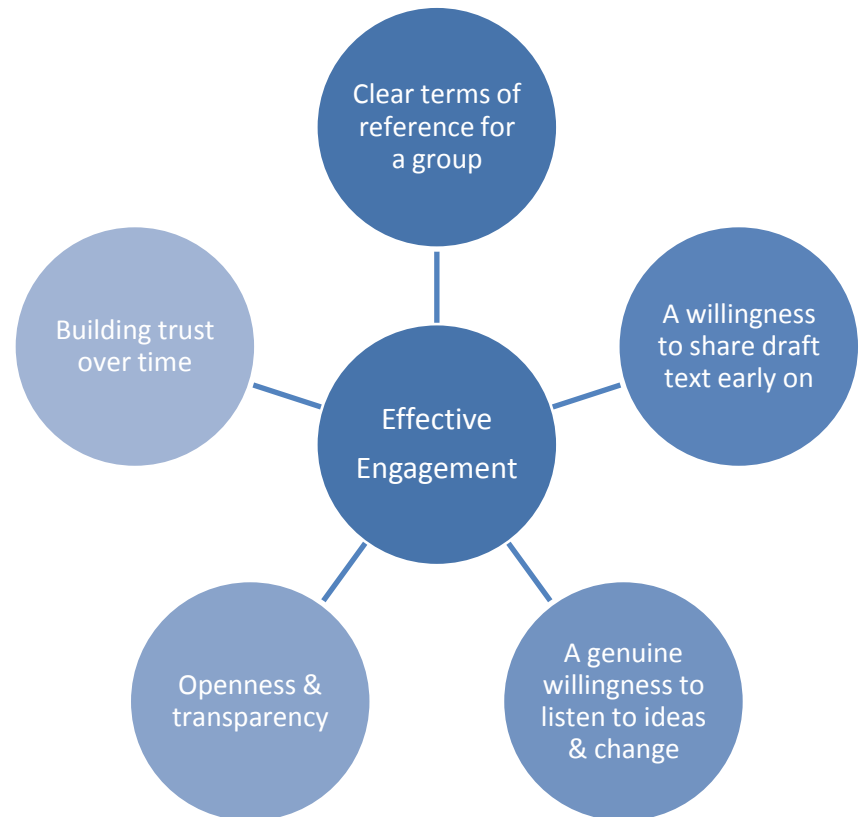 Clear terms of
reference for
a group
A willingness
to share draft
text early on
A genuine
willingness to
listen to ideas
& change
Openness &
transparency
Building trust
over time
Effective
Engagement